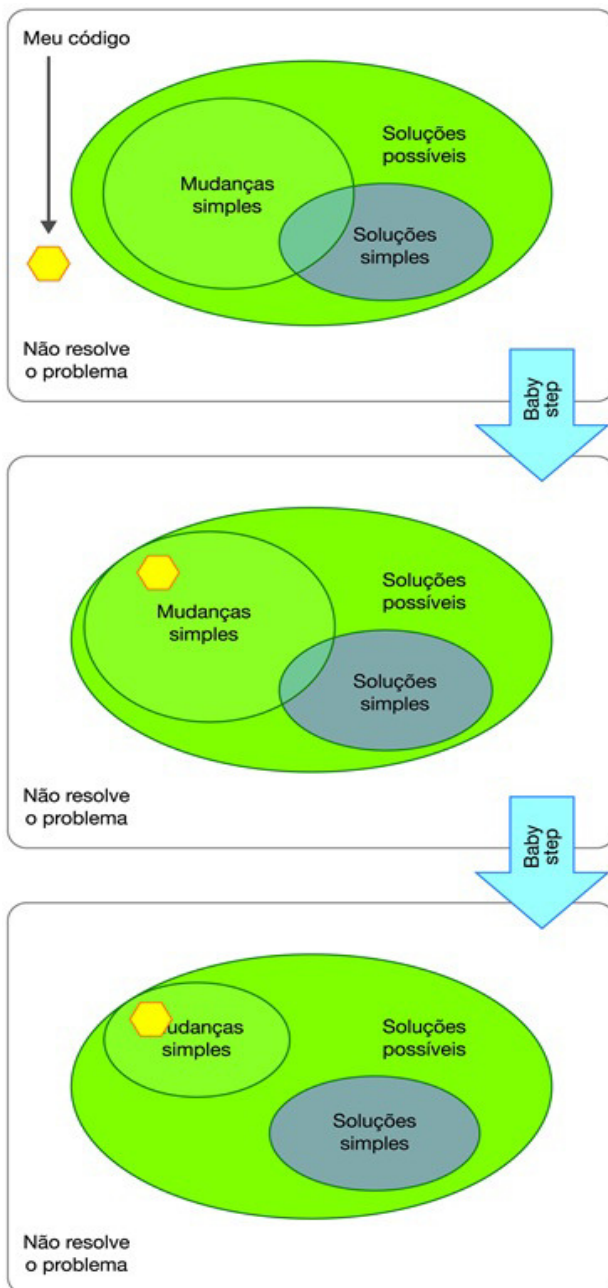 Meu código
Soluções
possíveis
Mudanças
simples
Soluções
simples
Não resolve
o problema
Baby
step
Soluções
possíveis
Mudanças
simples
Soluções
simples
Não resolve
o problema
Baby
step
Soluções
possíveis
udanças
simples
Soluções
simples
Não resolve
o problema